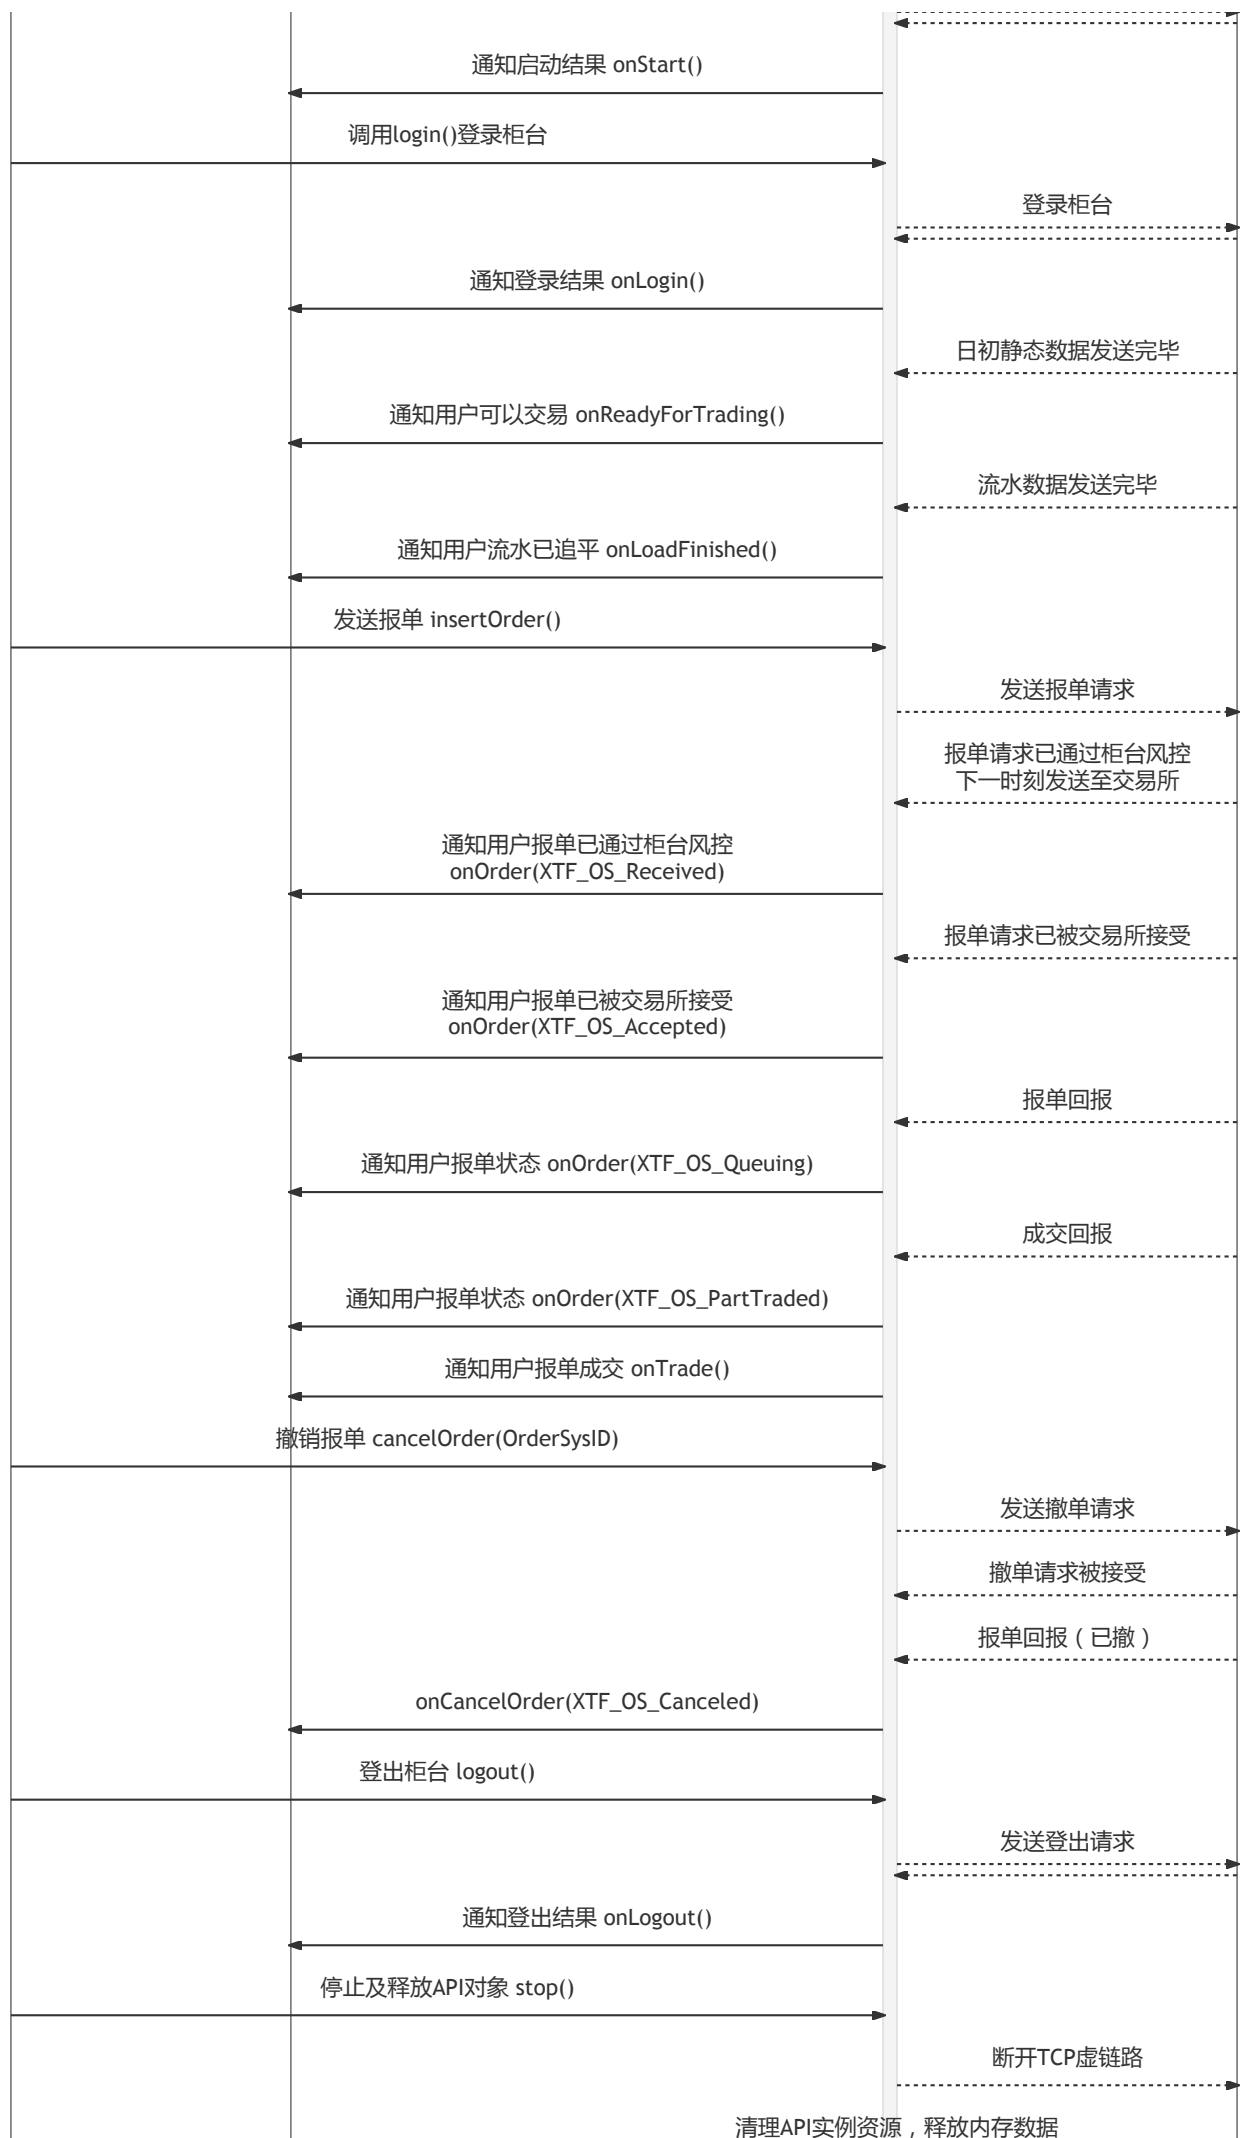 通知启动结果 onStart()
调用login()登录柜台
登录柜台
通知登录结果 onLogin()
日初静态数据发送完毕
通知用户可以交易 onReadyForTrading()
流水数据发送完毕
通知用户流水已追平 onLoadFinished()
发送报单 insertOrder()
发送报单请求
报单请求已通过柜台风控
下一时刻发送至交易所
通知用户报单已通过柜台风控
onOrder(XTF_OS_Received)
报单请求已被交易所接受
通知用户报单已被交易所接受
onOrder(XTF_OS_Accepted)
报单回报
通知用户报单状态 onOrder(XTF_OS_Queuing)
成交回报
通知用户报单状态 onOrder(XTF_OS_PartTraded)
通知用户报单成交 onTrade()
撤销报单 cancelOrder(OrderSysID)
发送撤单请求
撤单请求被接受
报单回报（已撤）
onCancelOrder(XTF_OS_Canceled)
登出柜台 logout()
发送登出请求
通知登出结果 onLogout()
停止及释放API对象 stop()
断开TCP虚链路
清理API实例资源，释放内存数据